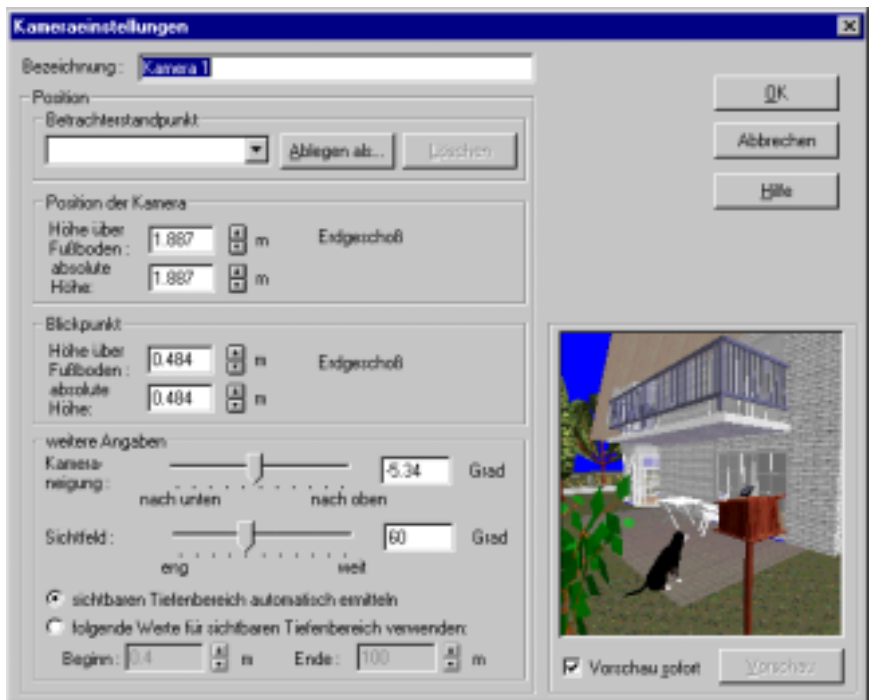 Kameraeinstellungen
Bezeichnung: Kamera 1
OK
Position
Betrachterstandpunkt
Ablegen als... Löschen
Abbrechen
Hilfe
Position der Kamera
Höhe über Fußboden: 1.887 m Erdgeschoß
absolute Höhe: 1.887 m
Blickpunkt
Höhe über Fußboden: 0.484 m Erdgeschoß
absolute Höhe: 0.484 m
weitere Angaben
Kamera-
neigung: -5.34 Grad
nach unten nach oben
Sichtfeld: 60 Grad
eng weit
sichtbaren Tiefenbereich automatisch ermitteln
folgende Werte für sichtbaren Tiefenbereich verwenden:
Beginn: 0.4 m Ende: 100 m
Vorschau sofort Vorschau